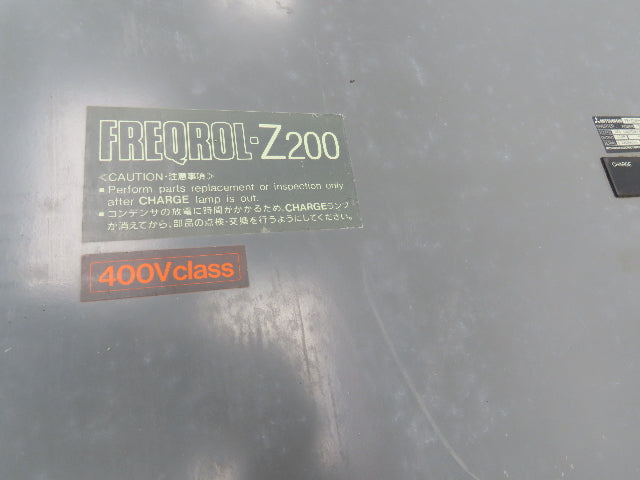 FREQROL-Z200
<CAUTION・注意事項>
■ Perform parts replacement or inspection only
after CHARGE lamp is out.
■ コンデンサの放電に時間がかかるため、CHARGEランプ
が消えてから、部品の点検・交換を行うようにしてください。
400V class
MITSUBISHI
CHARGE